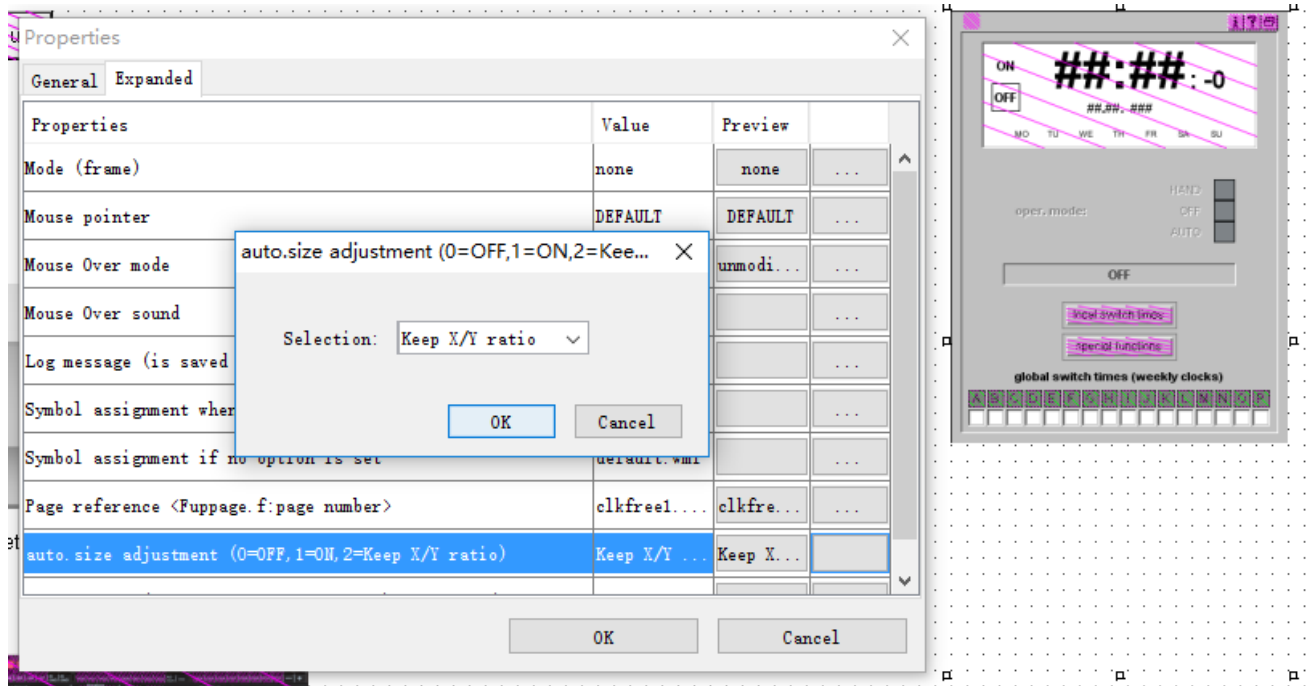 Properties
General Expanded
Properties Value Preview
Mode (frame) none none ...
Mouse pointer DEFAULT DEFAULT ...
Mouse Over mode unmodi... ...
Mouse Over sound ...
Log message (is saved ...
Symbol assignment when ...
Symbol assignment if no option is set default.wmf ...
Page reference <Fuppage.f:page number> clkfree1.... clkfre... ...
auto.size adjustment (0=OFF,1=ON,2=Keep X/Y ratio) Keep X/Y ... Keep X...
OK Cancel
auto.size adjustment (0=OFF,1=ON,2=Kee...
Selection: Keep X/Y ratio
OK Cancel
i ?
ON ##:## : -0
OFF
##.##. ###
MO TU WE TH FR SA SU
HAND
oper. mode: OFF
AUTO
OFF
local switch times
special functions
global switch times (weekly clocks)
A B C D E F G H I J K L M N O P